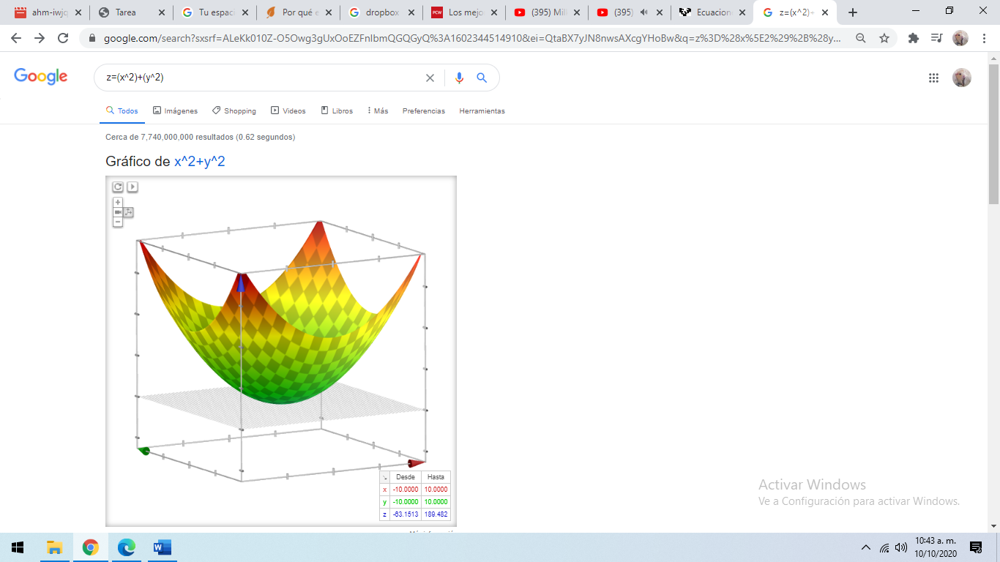 ahm-iwjq
Tarea
Tu espac
Por qué e
dropbox
PCW
Los mejo
(395) Mil
(395)
Ecuacion
z=(x^2)+
google.com/search?sxsrf=ALeKk010Z-O5Owg3gUxOoEZFnIbmQGQGyQ%3A1602344514910&ei=QtaBX7yJN8nwsAXcgYHoBw&q=z%3D%28x%5E2%29%2B%28y...
Google
z=(x^2)+(y^2)
Todos
Imágenes
Shopping
Videos
Libros
Más
Preferencias
Herramientas
Cerca de 7,740,000,000 resultados (0.62 segundos)
Gráfico de x^2+y^2
Desde Hasta
x -10.0000 10.0000
y -10.0000 10.0000
z -63.1513 189.482
Activar Windows
Ve a Configuración para activar Windows.
10:43 a. m.
10/10/2020